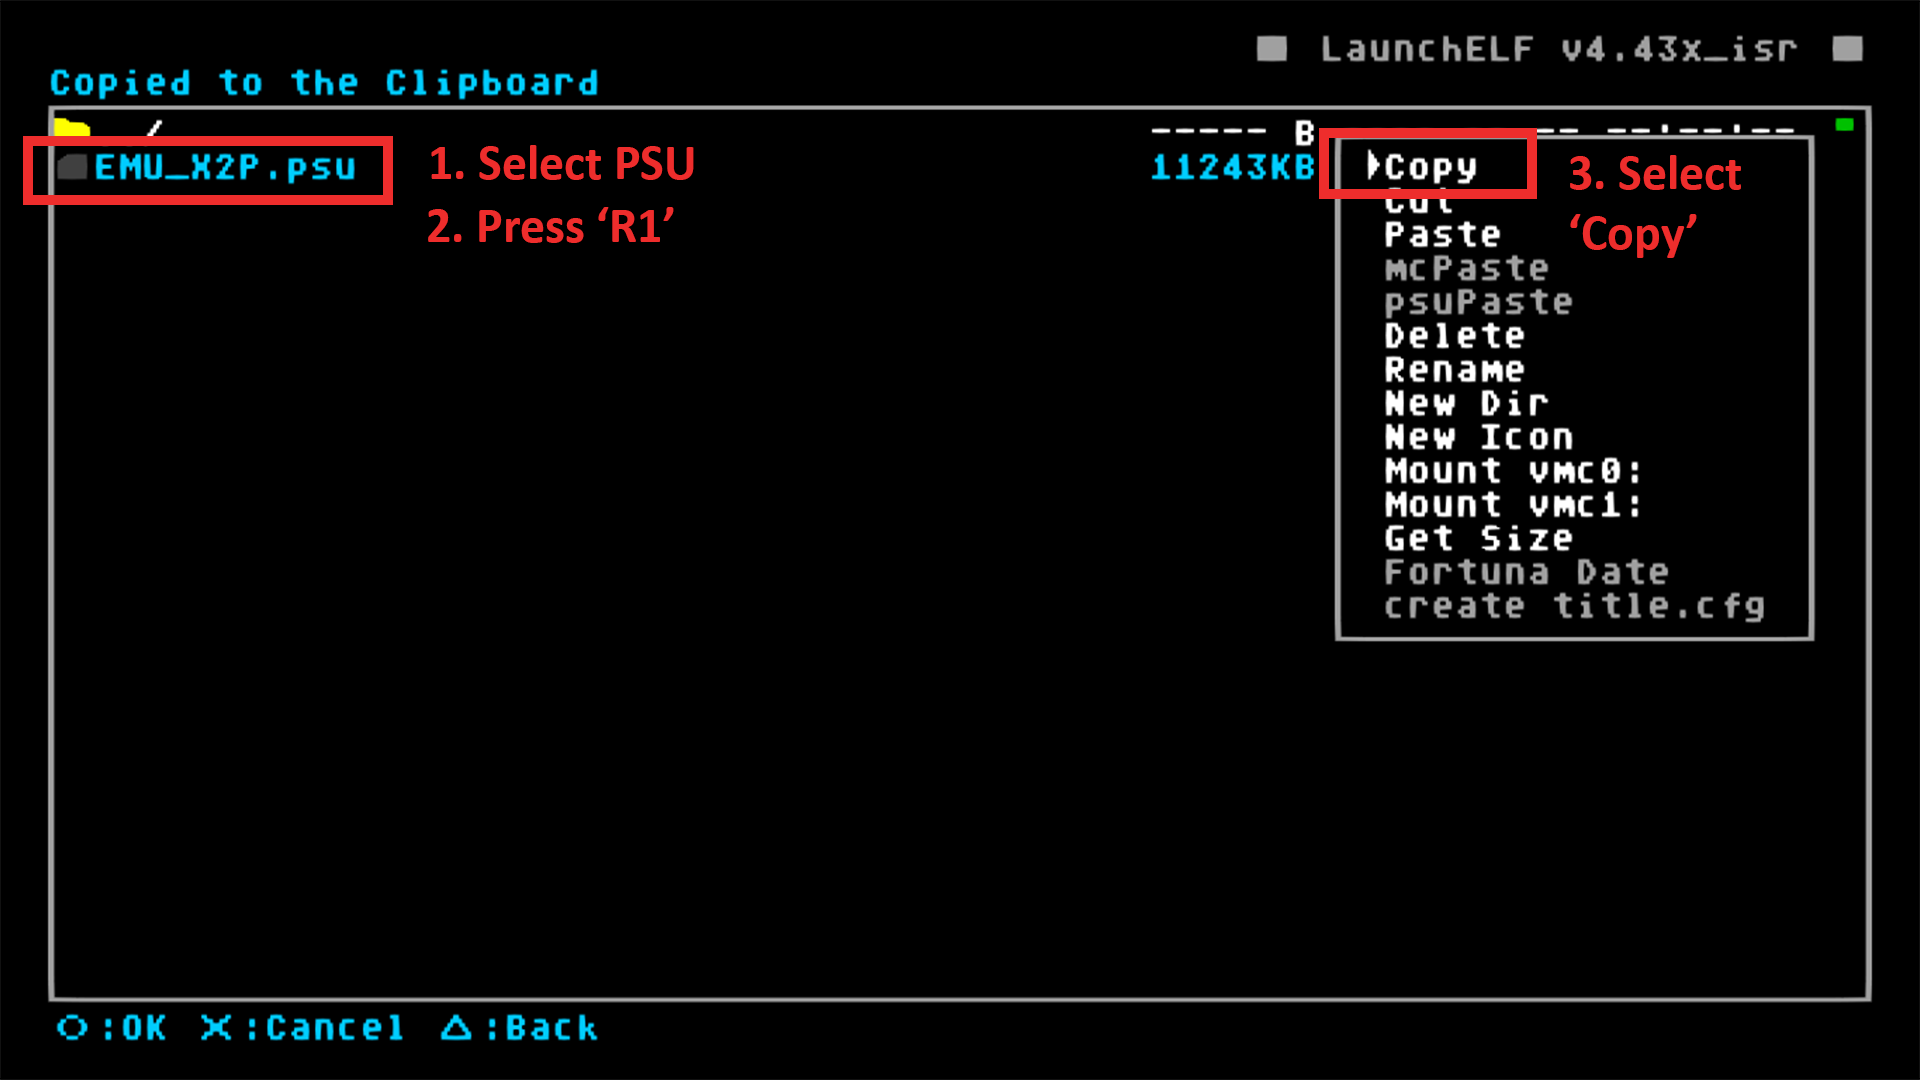 LaunchELF v4.43x_isr
Copied to the Clipboard
../
----- B
EMU_X2P.psu
11243KB
1. Select PSU
2. Press ‘R1’
Copy
3. Select
‘Copy’
Cut
Paste
mcPaste
psuPaste
Delete
Rename
New Dir
New Icon
Mount vmc0:
Mount vmc1:
Get Size
Fortuna Date
create title.cfg
○:OK ✕:Cancel △:Back